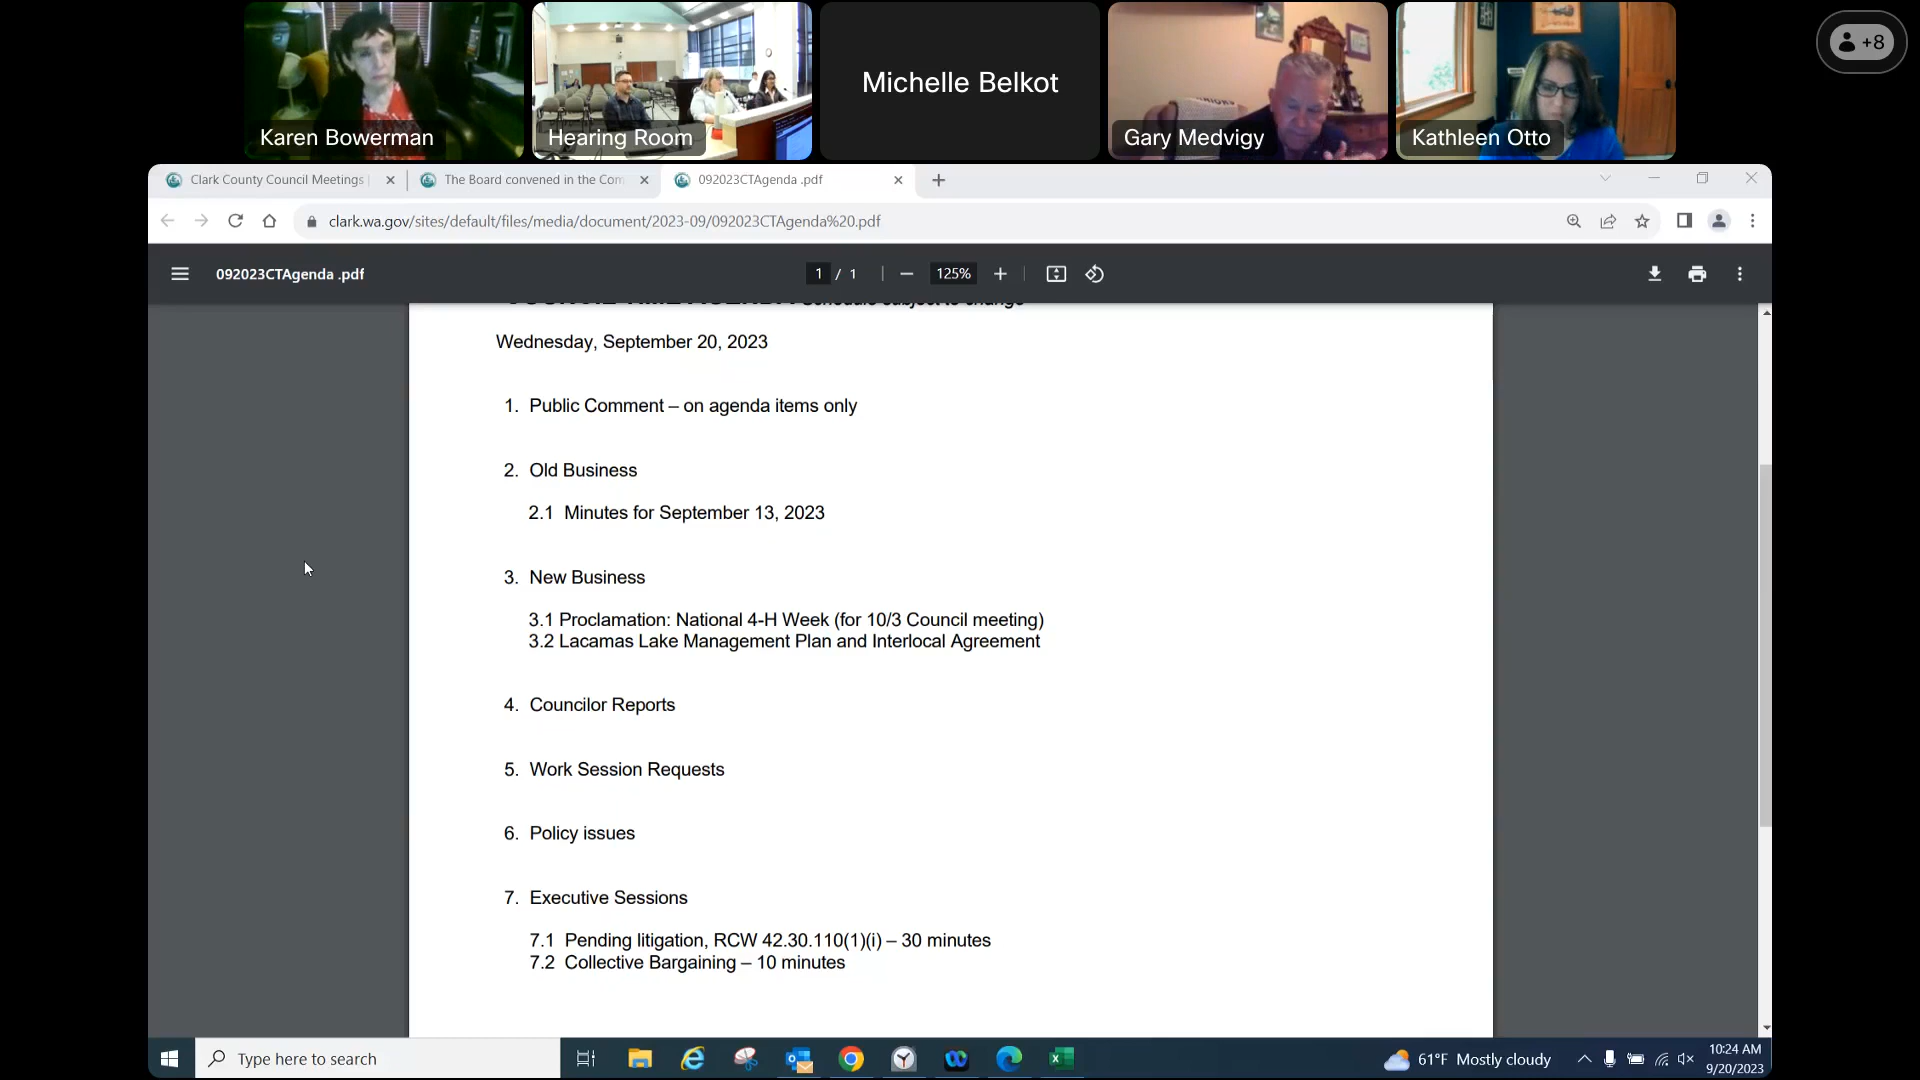 Karen Bowerman
Hearing Room
Michelle Belkot
Gary Medvigy
Kathleen Otto
+8
Clark County Council Meetings |
The Board convened in the Com
092023CTAgenda .pdf
clark.wa.gov/sites/default/files/media/document/2023-09/092023CTAgenda%20.pdf
092023CTAgenda .pdf
1 / 1
125%
Wednesday, September 20, 2023
1. Public Comment – on agenda items only
2. Old Business
2.1 Minutes for September 13, 2023
3. New Business
3.1 Proclamation: National 4-H Week (for 10/3 Council meeting)
3.2 Lacamas Lake Management Plan and Interlocal Agreement
4. Councilor Reports
5. Work Session Requests
6. Policy issues
7. Executive Sessions
7.1 Pending litigation, RCW 42.30.110(1)(i) – 30 minutes
7.2 Collective Bargaining – 10 minutes
Type here to search
61°F Mostly cloudy
10:24 AM
9/20/2023